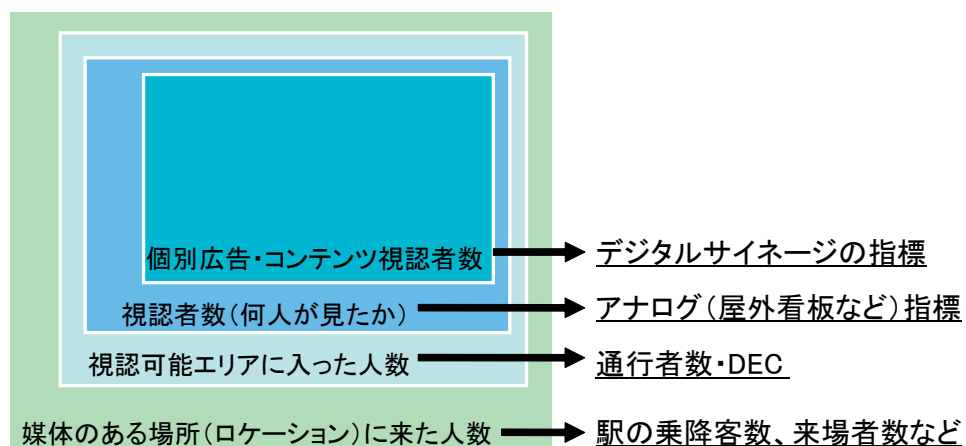 個別広告・コンテンツ視認者数 デジタルサイネージの指標
視認者数(何人が見たか) アナログ(屋外看板など)指標
視認可能エリアに入った人数 通行者数・DEC
媒体のある場所(ロケーション)に来た人数 駅の乗降客数、来場者数など